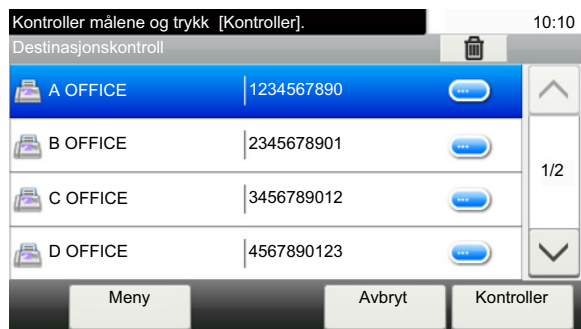 Kontroller målene og trykk [Kontroller]. 10:10
Destinasjonskontroll
A OFFICE 1234567890
B OFFICE 2345678901
1/2
C OFFICE 3456789012
D OFFICE 4567890123
Meny Avbryt Kontroller